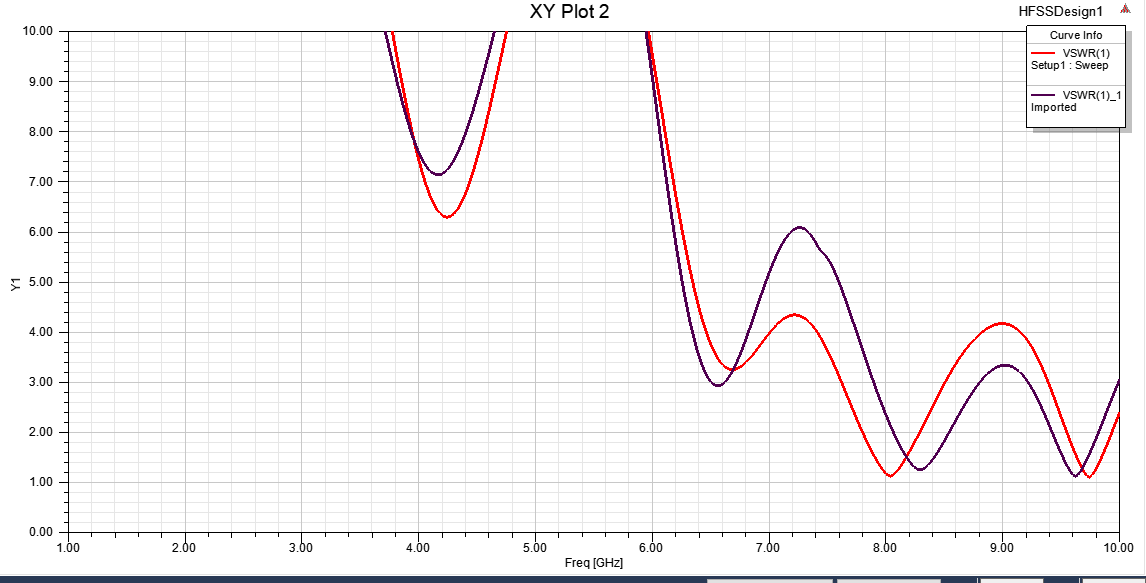 XY Plot 2
HFSSDesign1
Curve Info
VSWR(1)
Setup1 : Sweep
VSWR(1)_1
Imported
10.00
9.00
8.00
7.00
6.00
5.00
4.00
3.00
2.00
1.00
0.00
Y1
1.00 2.00 3.00 4.00 5.00 6.00 7.00 8.00 9.00 10.00
Freq [GHz]